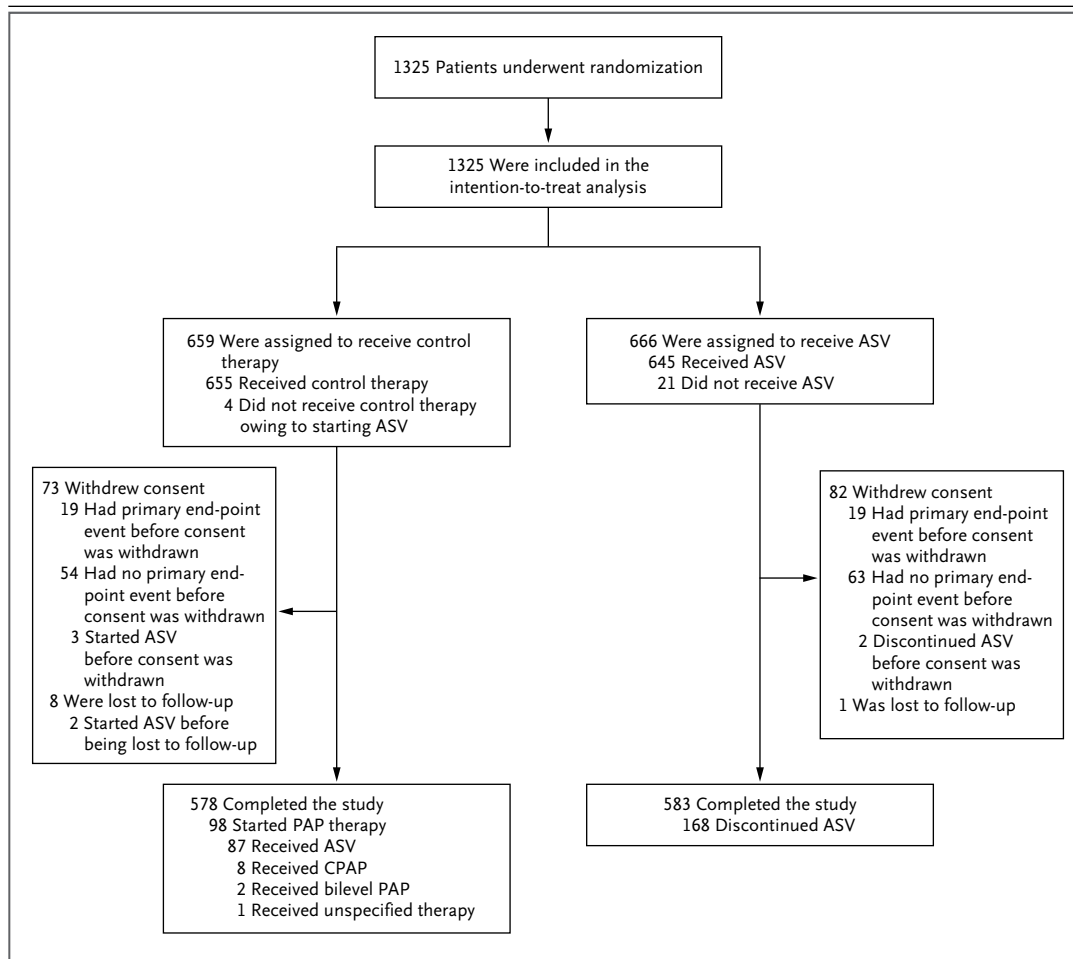 1325 Patients underwent randomization
1325 Were included in the
intention-to-treat analysis
659 Were assigned to receive control
therapy
655 Received control therapy
4 Did not receive control therapy
owing to starting ASV
666 Were assigned to receive ASV
645 Received ASV
21 Did not receive ASV
73 Withdrew consent
19 Had primary end-point
event before consent
was withdrawn
54 Had no primary end-
point event before
consent was withdrawn
3 Started ASV
before consent was
withdrawn
8 Were lost to follow-up
2 Started ASV before
being lost to follow-up
82 Withdrew consent
19 Had primary end-point
event before consent
was withdrawn
63 Had no primary end-
point event before
consent was withdrawn
2 Discontinued ASV
before consent was
withdrawn
1 Was lost to follow-up
578 Completed the study
98 Started PAP therapy
87 Received ASV
8 Received CPAP
2 Received bilevel PAP
1 Received unspecified therapy
583 Completed the study
168 Discontinued ASV